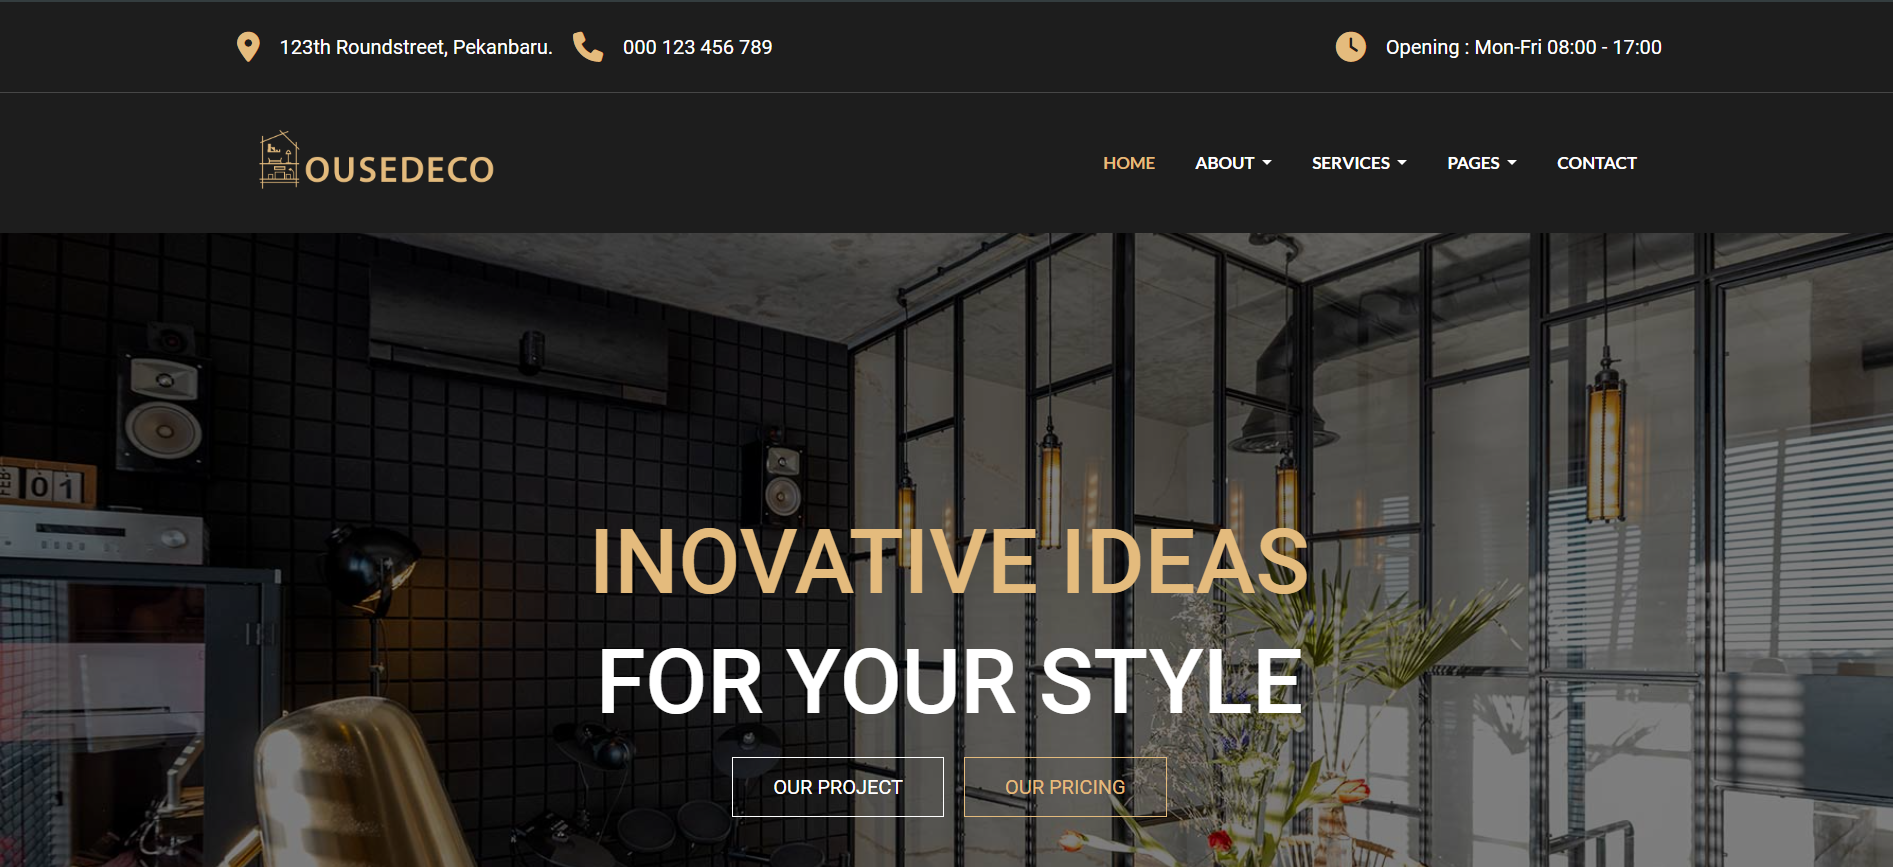 123th Roundstreet, Pekanbaru. 000 123 456 789 Opening : Mon-Fri 08:00 - 17:00
OUSEDECO HOME ABOUT SERVICES PAGES CONTACT
FEB 01
INOVATIVE IDEAS
FOR YOUR STYLE
OUR PROJECT OUR PRICING